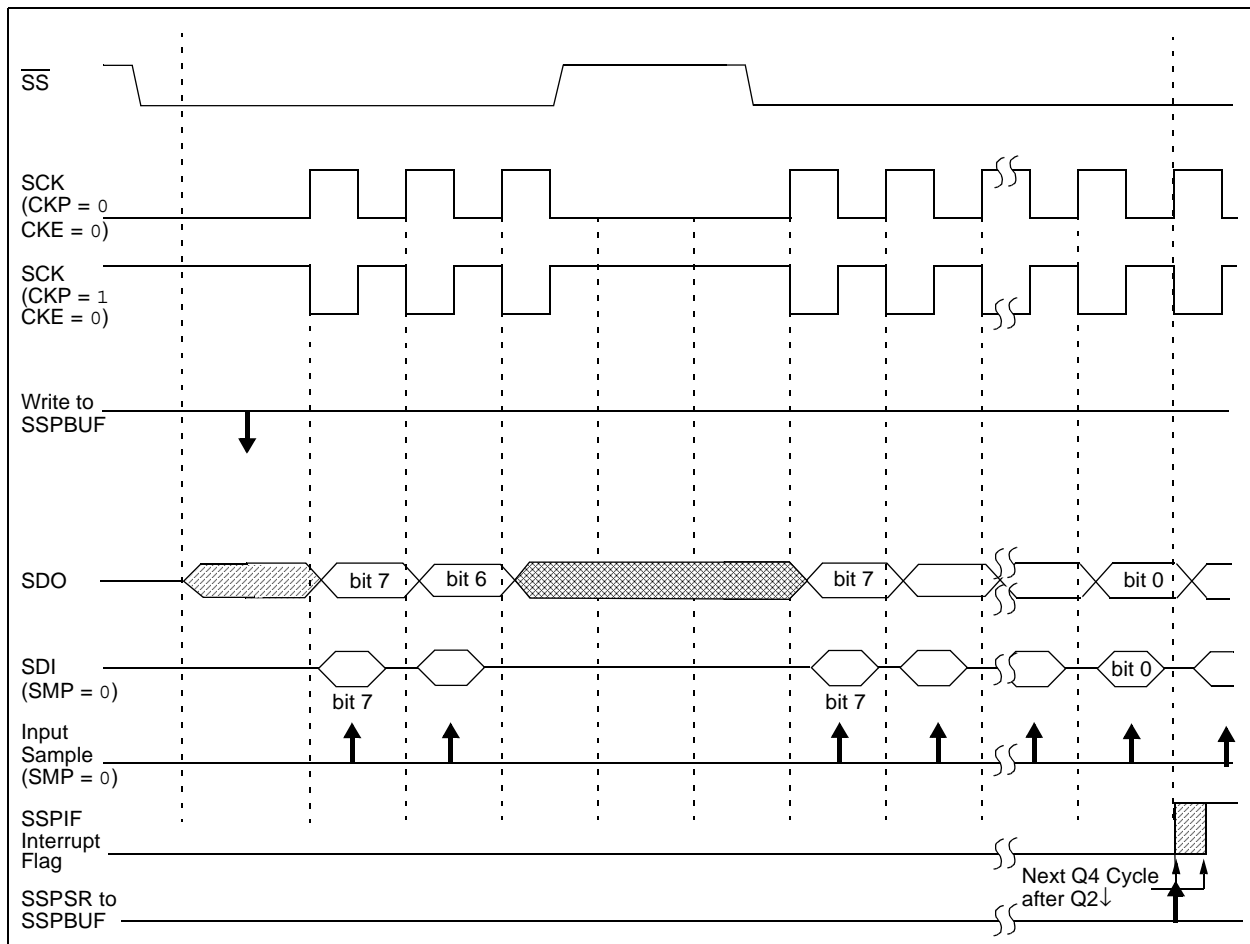 SS
SCK
(CKP = 0
CKE = 0)
SCK
(CKP = 1
CKE = 0)
Write to
SSPBUF
SDO
bit 7
bit 6
bit 7
bit 0
SDI
(SMP = 0)
bit 7
bit 7
bit 0
Input
Sample
(SMP = 0)
SSPIF
Interrupt
Flag
Next Q4 Cycle
after Q2↓
SSPSR to
SSPBUF